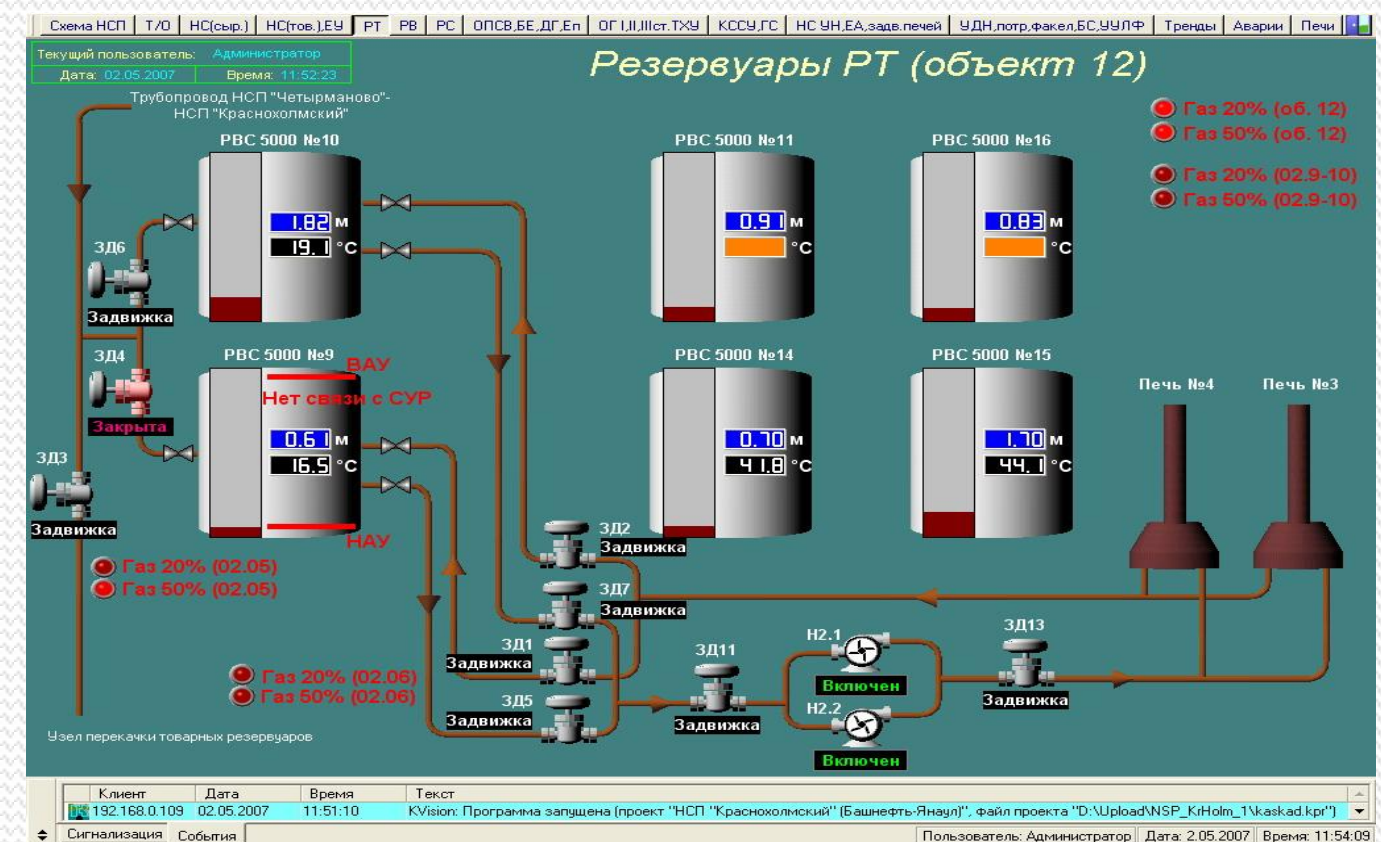 Схема НСП Т/О НС(сыр.) НС(тов.),ЕУ РТ РВ РС ОПСВ,БЕ,ДГ,Еп ОГ I,II,IIIст.ТХУ КССУ,ГС НС УН,ЕА,задв.печей УДН,потр,факел,БС,УУЛФ Тренды Аварии Печи
Текущий пользователь: Администратор
Дата: 02.05.2007 Время: 11:52:23
Резервуары РТ (объект 12)
Трубопровод НСП "Четырманово"-
НСП "Краснохолмский"
Газ 20% (об. 12)
Газ 50% (об. 12)
Газ 20% (02.9-10)
Газ 50% (02.9-10)
РВС 5000 №10
1.82 м
19.1 °С
РВС 5000 №11
0.91 м
°С
РВС 5000 №16
0.83 м
°С
ЗД6
Задвижка
ЗД4
Закрыта
ЗД3
Задвижка
РВС 5000 №9
ВАУ
Нет связи с СУР
0.61 м
16.5 °С
НАУ
РВС 5000 №14
0.70 м
41.8 °С
РВС 5000 №15
1.70 м
44.1 °С
Печь №4
Печь №3
Газ 20% (02.05)
Газ 50% (02.05)
ЗД2
Задвижка
ЗД7
Задвижка
ЗД1
Задвижка
ЗД5
Задвижка
Газ 20% (02.06)
Газ 50% (02.06)
ЗД11
Задвижка
Н2.1
Включен
Н2.2
Включен
ЗД13
Задвижка
Узел перекачки товарных резервуаров
Клиент Дата Время Текст
192.168.0.109 02.05.2007 11:51:10 KVision: Программа запущена (проект "НСП "Краснохолмский" (Башнефть-Янаул)", файл проекта "D:\Upload\NSP_KrHolm_1\kaskad.kpr")
Сигнализация События
Пользователь: Администратор Дата: 2.05.2007 Время: 11:54:09